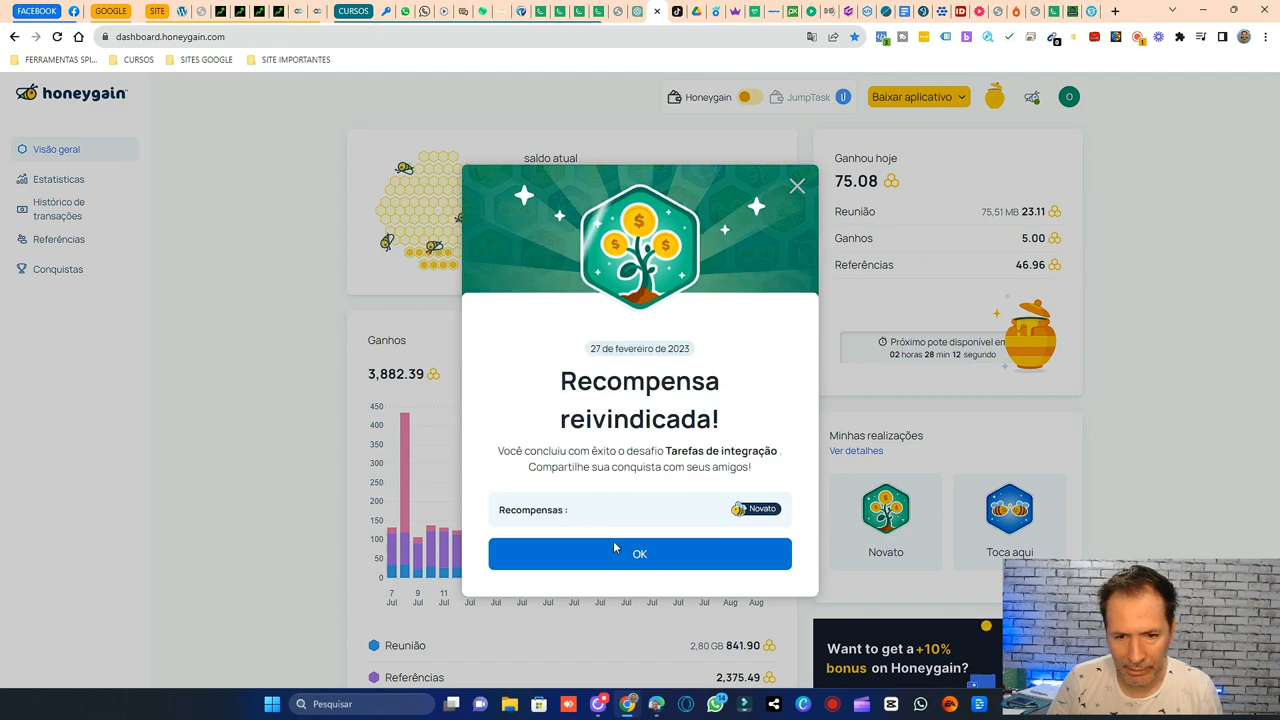 FACEBOOK
GOOGLE
SITE
CURSOS
dashboard.honeygain.com
FERRAMENTAS SPI...
CURSOS
SITES GOOGLE
SITE IMPORTANTES
honeygain
Honeygain
JumpTask
Baixar aplicativo
O
Visão geral
Estatisticas
Histórico de
transações
Referências
Conquistas
saldo atual
Ganhos
3,882.39
450
400
350
300
250
200
150
100
50
0
7 9 11
Jul Jul Jul Jul Jul Jul Jul Jul Jul Jul Jul Jul Jul Aug Aug
Reunião 2,80 GB 841.90
Referências 2,375.49
27 de fevereiro de 2023
Recompensa
reivindicada!
Você concluiu com êxito o desafio Tarefas de integração .
Compartilhe sua conquista com seus amigos!
Recompensas : Novato
OK
Ganhou hoje
75.08
Reunião 75,51 MB 23.11
Ganhos 5.00
Referências 46.96
Próximo pote disponível em
02 horas 28 min 12 segundo
Minhas realizações
Ver detalhes
Novato
Toca aqui
Want to get a +10%
bonus on Honeygain?
Pesquisar